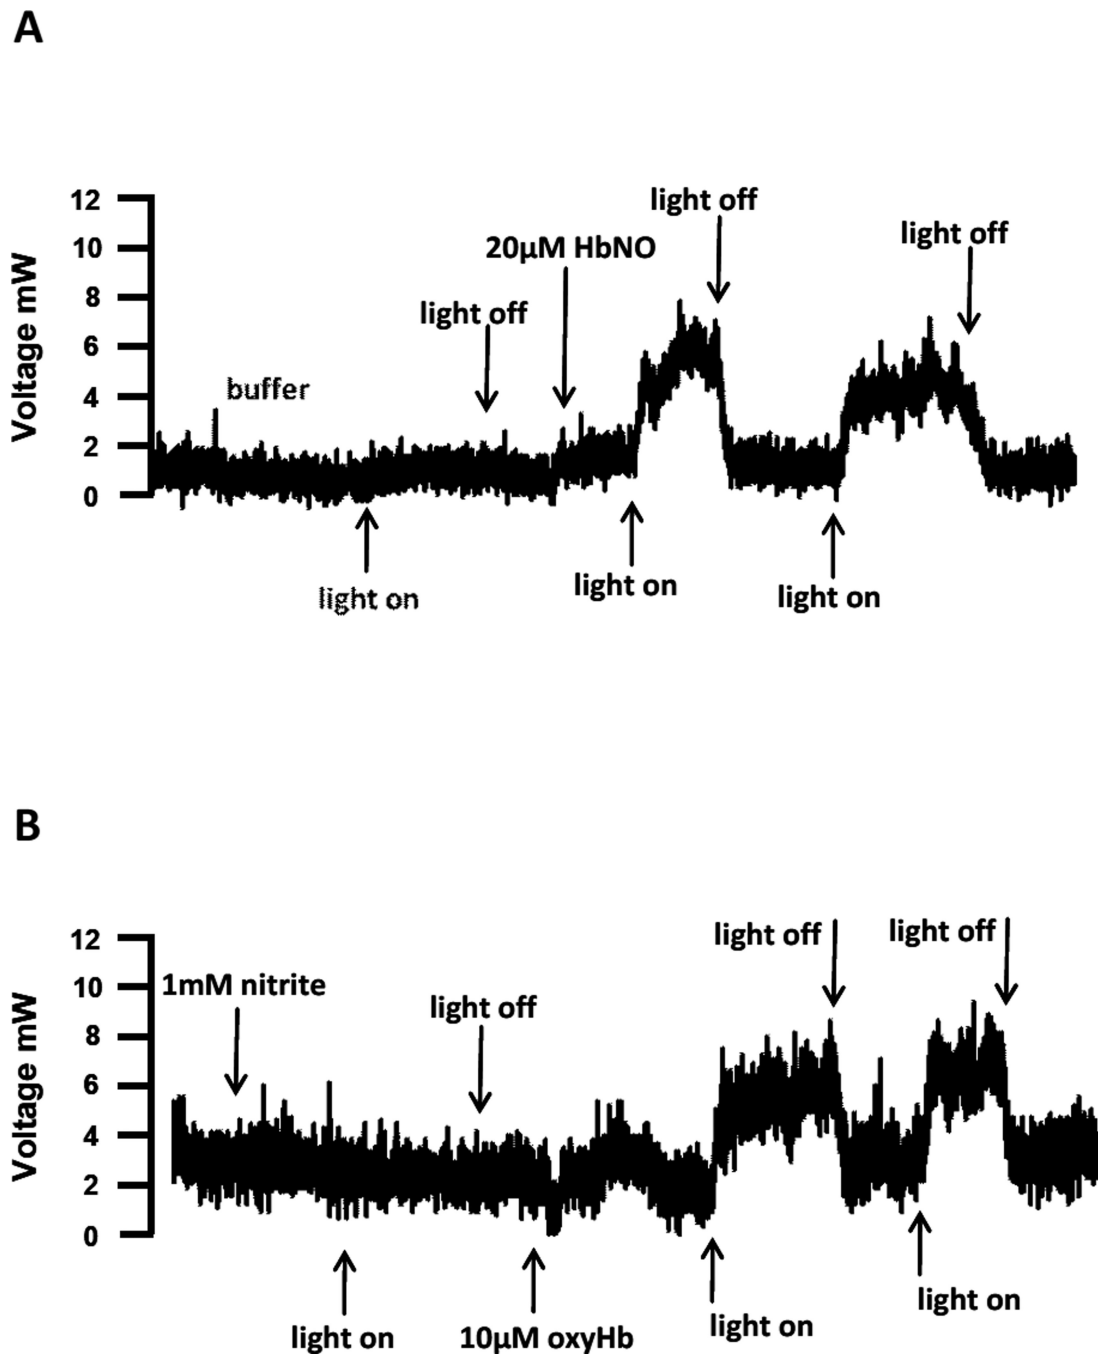 A
12
light off
20µM HbNO
light off
10
8
light off
6
buffer
4
2
0
Voltage mW
light on
light on
light on
B
12
light off
light off
10
1mM nitrite
light off
8
6
4
2
0
Voltage mW
light on
10µM oxyHb
light on
light on